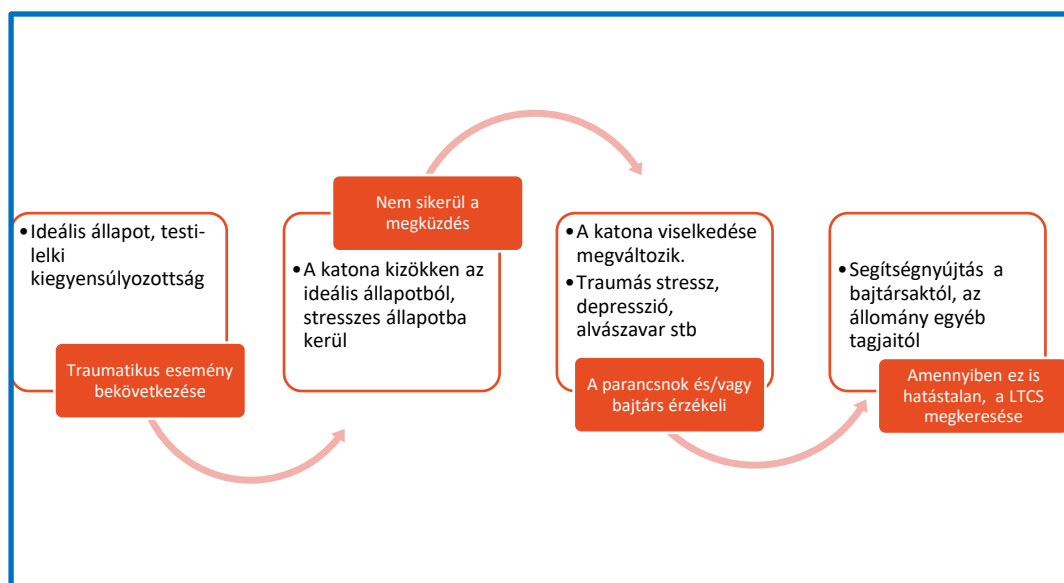 •Ideális állapot, testi-
lelki
kiegyensúlyozottság
Traumatikus esemény
bekövetkezése
Nem sikerül a
megküzdés
•A katona kizökken az
ideális állapotból,
stresszes állapotba
kerül
•A katona viselkedése
megváltozik.
•Traumás stressz,
depresszió,
alvászavar stb
A parancsnok és/vagy
bajtárs érzékeli
•Segítségnyújtás a
bajtársaktól, az
állomány egyéb
tagjaitól
Amennyiben ez is
hatástalan, a LTCS
megkeresése